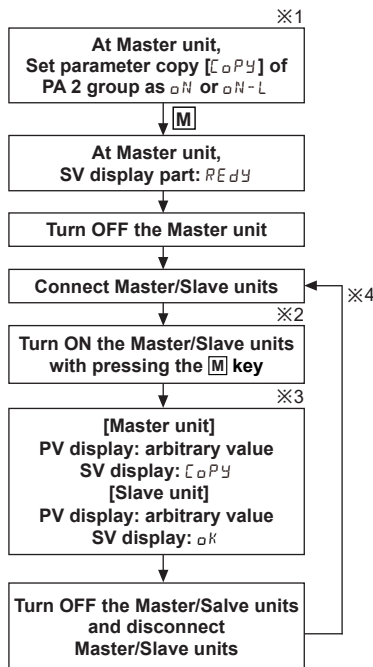 ※1
At Master unit,
Set parameter copy [CoPY] of
PA 2 group as oN or oN-L
M
At Master unit,
SV display part: REdY
Turn OFF the Master unit
Connect Master/Slave units
※4
※2
Turn ON the Master/Slave units
with pressing the M key
※3
[Master unit]
PV display: arbitrary value
SV display: CoPY
[Slave unit]
PV display: arbitrary value
SV display: oK
Turn OFF the Master/Salve units
and disconnect
Master/Slave units